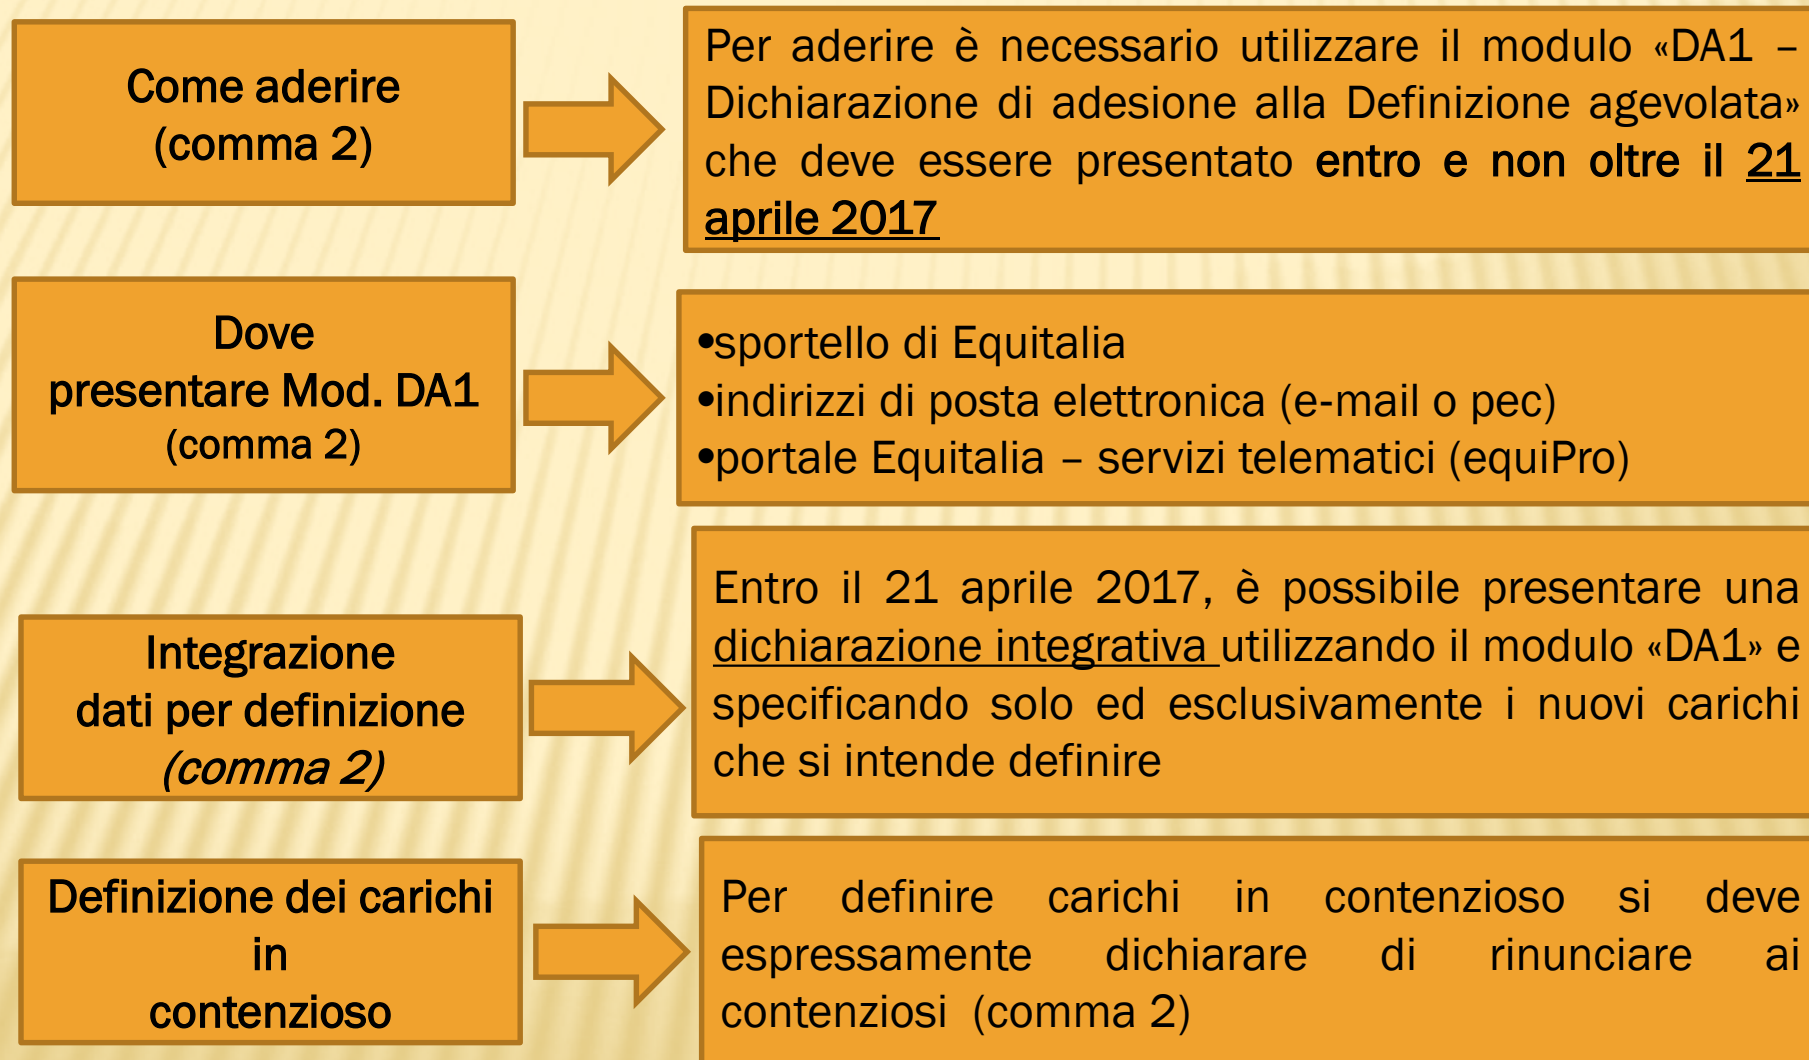 Come aderire
(comma 2)
Per aderire è necessario utilizzare il modulo «DA1 –
Dichiarazione di adesione alla Definizione agevolata»
che deve essere presentato entro e non oltre il 21
aprile 2017
Dove
presentare Mod. DA1
(comma 2)
•sportello di Equitalia
•indirizzi di posta elettronica (e-mail o pec)
•portale Equitalia – servizi telematici (equiPro)
Integrazione
dati per definizione
(comma 2)
Entro il 21 aprile 2017, è possibile presentare una
dichiarazione integrativa utilizzando il modulo «DA1» e
specificando solo ed esclusivamente i nuovi carichi
che si intende definire
Definizione dei carichi
in
contenzioso
Per definire carichi in contenzioso si deve
espressamente dichiarare di rinunciare ai
contenziosi (comma 2)